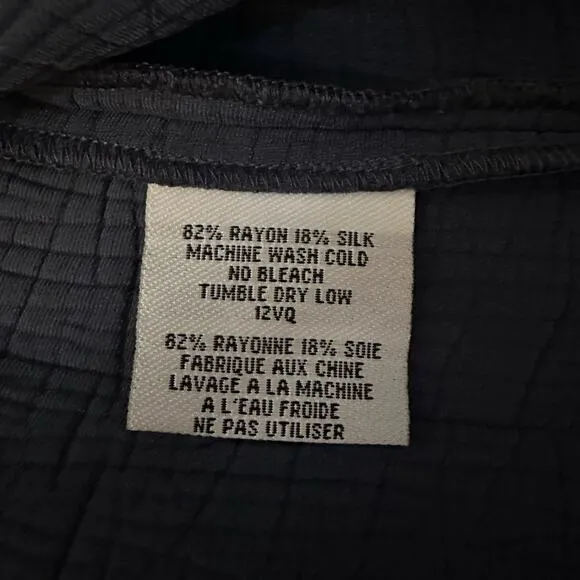 82% RAYON 18% SILK
MACHINE WASH COLD
NO BLEACH
TUMBLE DRY LOW
12VQ
82% RAYONNE 18% SOIE
FABRIQUE AUX CHINE
LAVAGE A LA MACHINE
A L'EAU FROIDE
NE PAS UTILISER